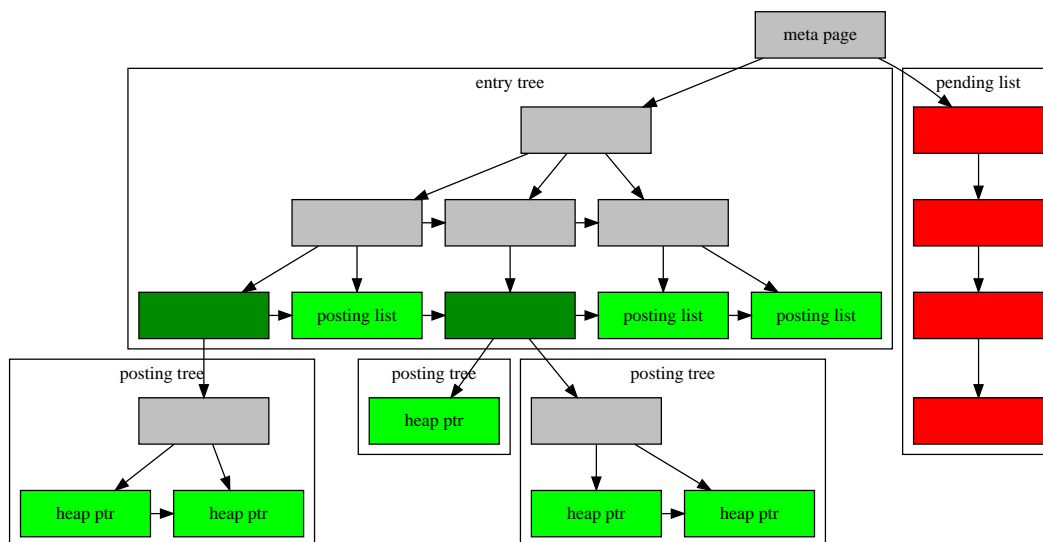 meta page
entry tree
pending list
posting list
posting list
posting list
posting tree
posting tree
posting tree
heap ptr
heap ptr
heap ptr
heap ptr
heap ptr